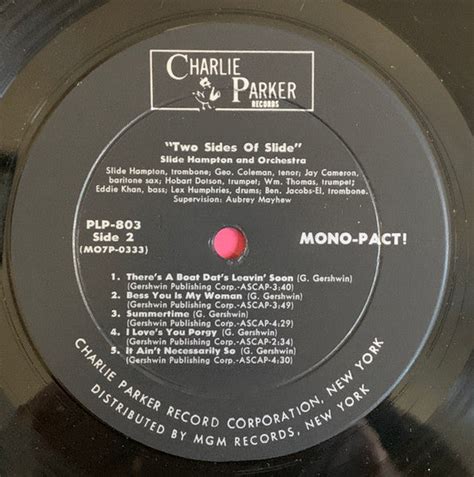 CHARLIE PARKER
RECORDS
"Two Sides Of Slide"
Slide Hampton and Orchestra
Slide Hampton, trombone; Geo. Coleman, tenor; Jay Cameron,
baritone sax; Hobart Dotson, trumpet; Wm. Thomas, trumpet;
Eddie Khan, bass; Lex Humphries, drums; Ben. Jacobs-El, trombone.
Supervision: Aubrey Mayhew
PLP-803
Side 2
(MO7P-0333)
MONO-PACT!
1. There's A Boat Dat's Leavin' Soon (G. Gershwin)
(Gershwin Publishing Corp.-ASCAP-3:40)
2. Bess You Is My Woman (G. Gershwin)
(Gershwin Publishing Corp.-ASCAP-5:39)
3. Summertime (G. Gershwin)
(Gershwin Publishing Corp.-ASCAP-4:29)
4. I Love's You Porgy (G. Gershwin)
(Gershwin Publishing Corp.-ASCAP-2:34)
5. It Ain't Necessarily So (G. Gershwin)
(Gershwin Publishing Corp.-ASCAP-4:30)
CHARLIE PARKER RECORD CORPORATION, NEW YORK
DISTRIBUTED BY MGM RECORDS, NEW YORK